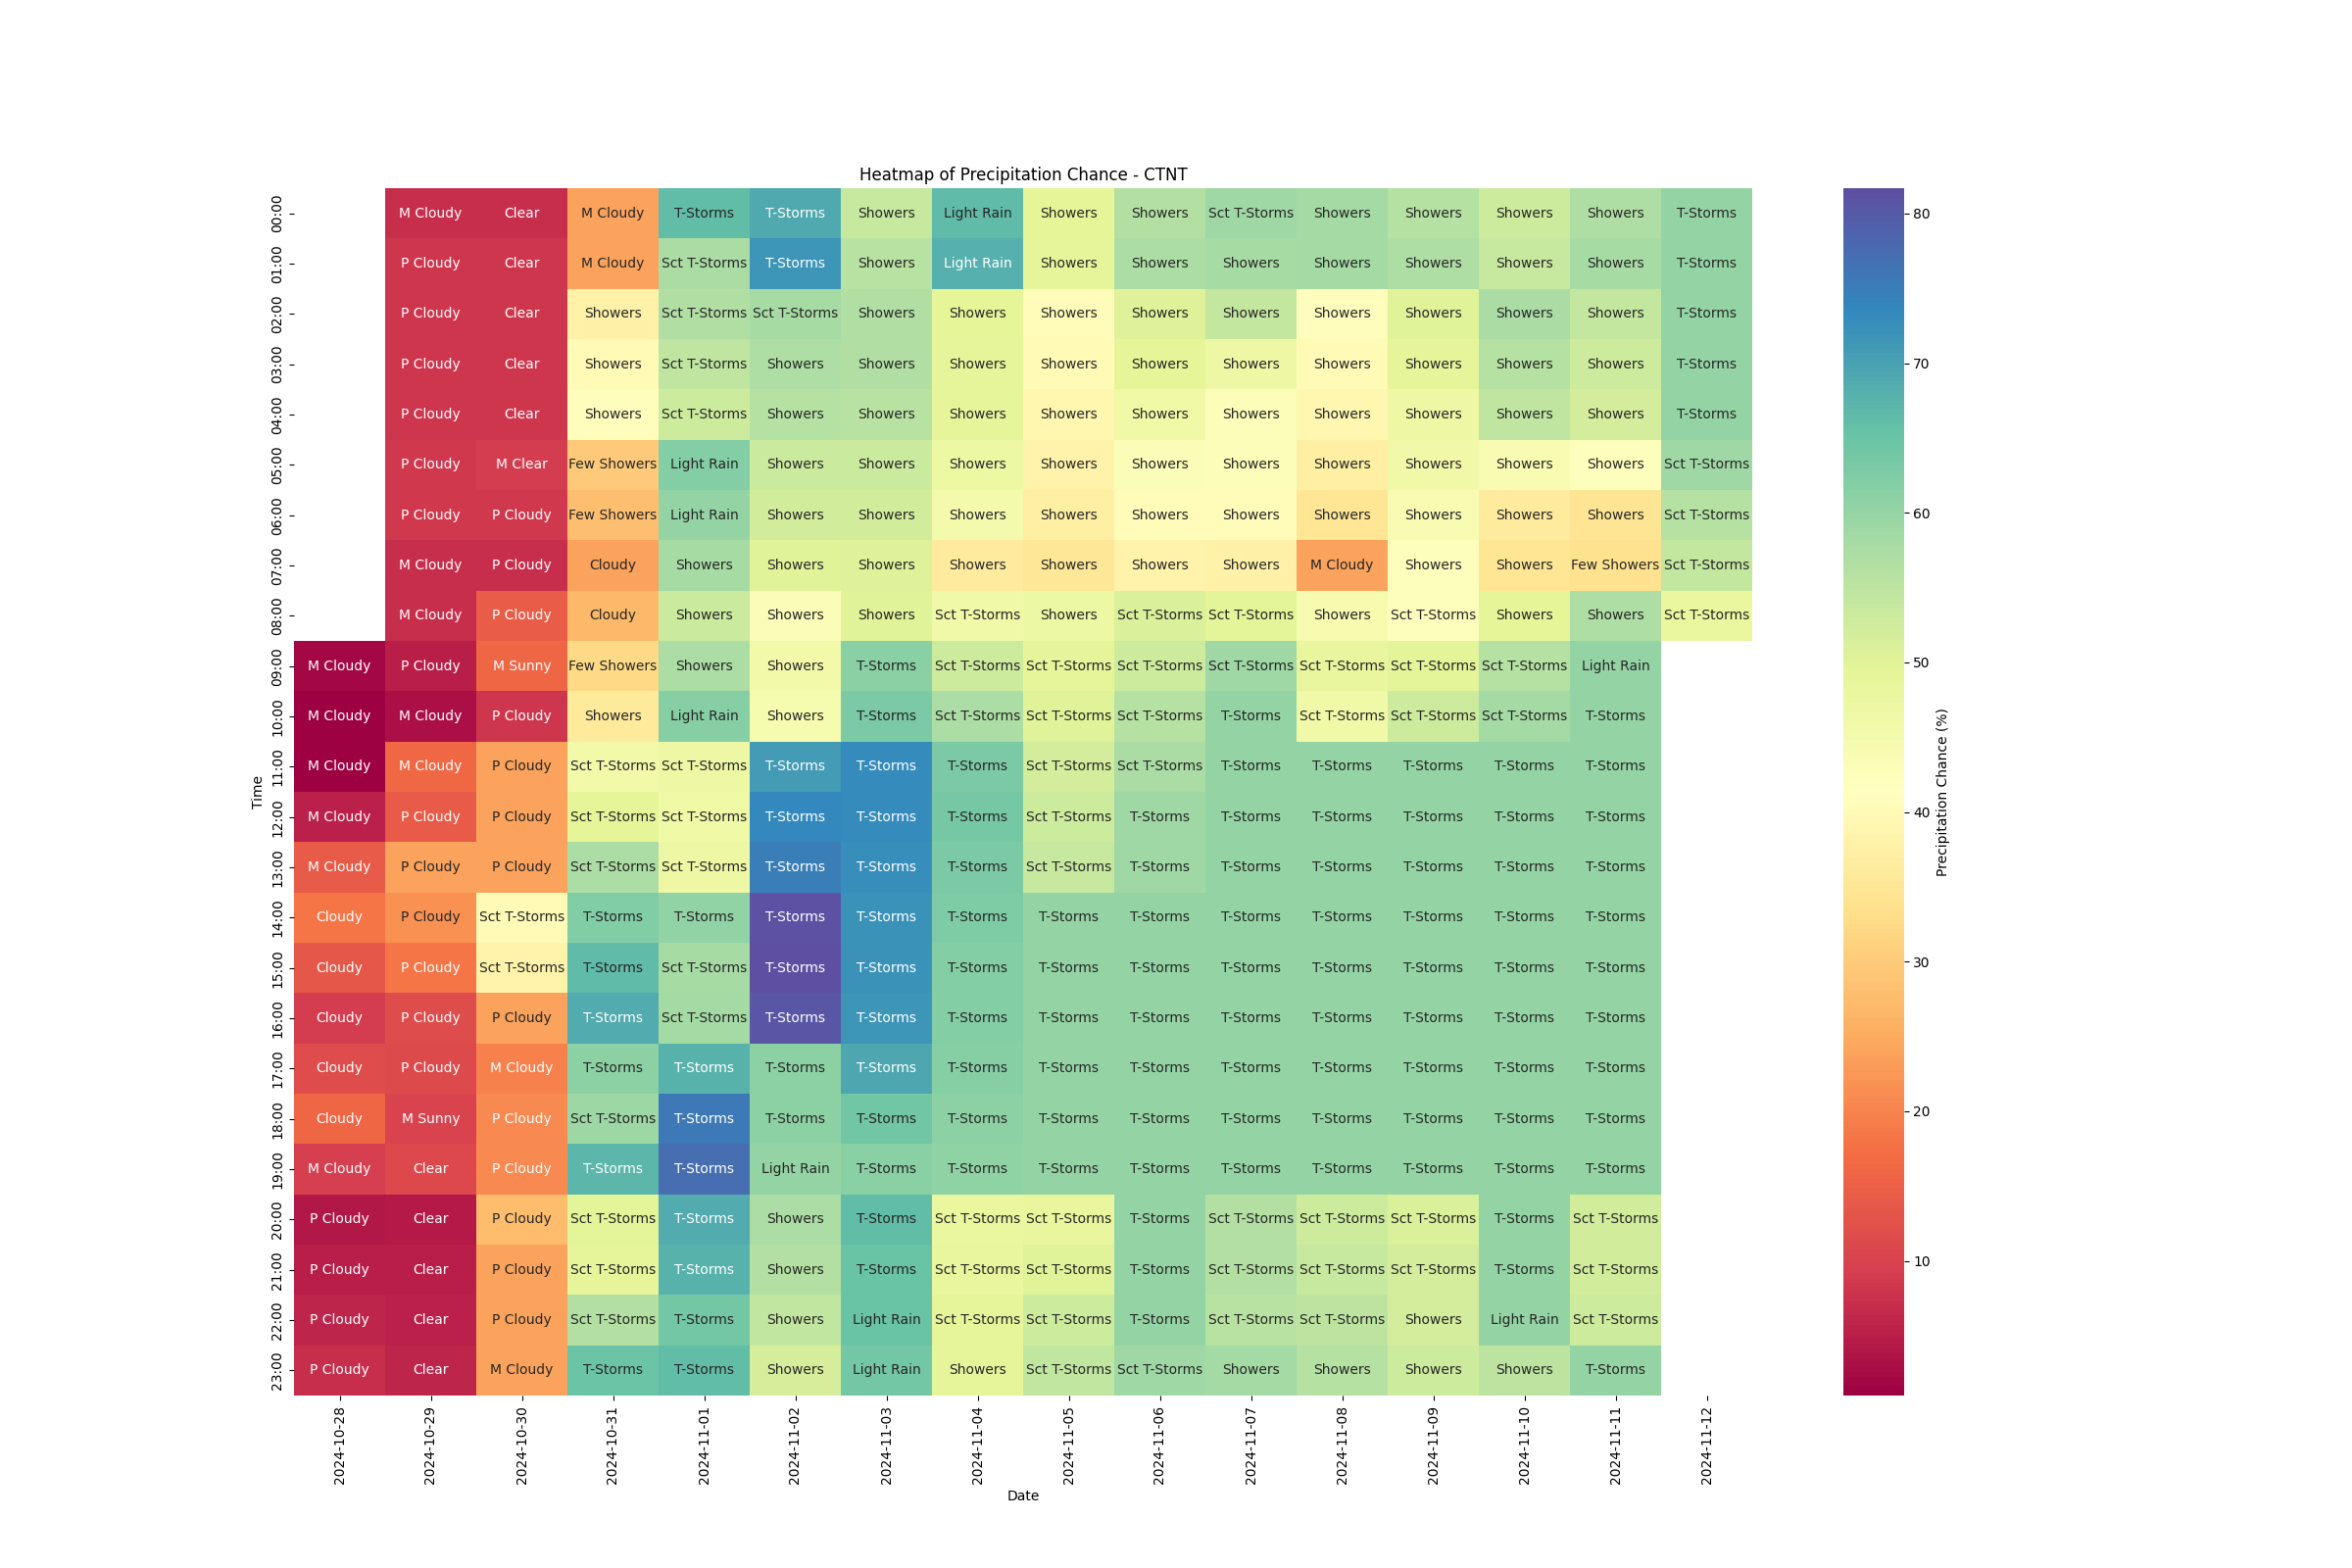 Heatmap of Precipitation Chance - CTNT
00:00 M Cloudy Clear M Cloudy T-Storms T-Storms Showers Light Rain Showers Showers Sct T-Storms Showers Showers Showers Showers T-Storms
01:00 P Cloudy Clear M Cloudy Sct T-Storms T-Storms Showers Light Rain Showers Showers Showers Showers Showers Showers Showers T-Storms
02:00 P Cloudy Clear Showers Sct T-Storms Sct T-Storms Showers Showers Showers Showers Showers Showers Showers Showers Showers T-Storms
03:00 P Cloudy Clear Showers Sct T-Storms Showers Showers Showers Showers Showers Showers Showers Showers Showers Showers T-Storms
04:00 P Cloudy Clear Showers Sct T-Storms Showers Showers Showers Showers Showers Showers Showers Showers Showers Showers T-Storms
05:00 P Cloudy M Clear Few Showers Light Rain Showers Showers Showers Showers Showers Showers Showers Showers Showers Showers Sct T-Storms
06:00 P Cloudy P Cloudy Few Showers Light Rain Showers Showers Showers Showers Showers Showers Showers Showers Showers Showers Sct T-Storms
07:00 M Cloudy P Cloudy Cloudy Showers Showers Showers Showers Showers Showers Showers M Cloudy Showers Showers Few Showers Sct T-Storms
08:00 M Cloudy P Cloudy Cloudy Showers Showers Showers Sct T-Storms Showers Sct T-Storms Sct T-Storms Showers Sct T-Storms Showers Showers Sct T-Storms
09:00 M Cloudy P Cloudy M Sunny Few Showers Showers Showers T-Storms Sct T-Storms Sct T-Storms Sct T-Storms Sct T-Storms Sct T-Storms Sct T-Storms Sct T-Storms Light Rain
10:00 M Cloudy M Cloudy P Cloudy Showers Light Rain Showers T-Storms Sct T-Storms Sct T-Storms Sct T-Storms T-Storms Sct T-Storms Sct T-Storms Sct T-Storms T-Storms
11:00 M Cloudy M Cloudy P Cloudy Sct T-Storms Sct T-Storms T-Storms T-Storms T-Storms Sct T-Storms Sct T-Storms T-Storms T-Storms T-Storms T-Storms T-Storms
12:00 M Cloudy P Cloudy P Cloudy Sct T-Storms Sct T-Storms T-Storms T-Storms T-Storms Sct T-Storms T-Storms T-Storms T-Storms T-Storms T-Storms T-Storms
13:00 M Cloudy P Cloudy P Cloudy Sct T-Storms Sct T-Storms T-Storms T-Storms T-Storms Sct T-Storms T-Storms T-Storms T-Storms T-Storms T-Storms T-Storms
14:00 Cloudy P Cloudy Sct T-Storms T-Storms T-Storms T-Storms T-Storms T-Storms T-Storms T-Storms T-Storms T-Storms T-Storms T-Storms T-Storms
15:00 Cloudy P Cloudy Sct T-Storms T-Storms Sct T-Storms T-Storms T-Storms T-Storms T-Storms T-Storms T-Storms T-Storms T-Storms T-Storms T-Storms
16:00 Cloudy P Cloudy P Cloudy T-Storms Sct T-Storms T-Storms T-Storms T-Storms T-Storms T-Storms T-Storms T-Storms T-Storms T-Storms T-Storms
17:00 Cloudy P Cloudy M Cloudy T-Storms T-Storms T-Storms T-Storms T-Storms T-Storms T-Storms T-Storms T-Storms T-Storms T-Storms T-Storms
18:00 Cloudy M Sunny P Cloudy Sct T-Storms T-Storms T-Storms T-Storms T-Storms T-Storms T-Storms T-Storms T-Storms T-Storms T-Storms T-Storms
19:00 M Cloudy Clear P Cloudy T-Storms T-Storms Light Rain T-Storms T-Storms T-Storms T-Storms T-Storms T-Storms T-Storms T-Storms T-Storms
20:00 P Cloudy Clear P Cloudy Sct T-Storms T-Storms Showers T-Storms Sct T-Storms Sct T-Storms T-Storms Sct T-Storms Sct T-Storms Sct T-Storms T-Storms Sct T-Storms
21:00 P Cloudy Clear P Cloudy Sct T-Storms T-Storms Showers T-Storms Sct T-Storms Sct T-Storms T-Storms Sct T-Storms Sct T-Storms Sct T-Storms T-Storms Sct T-Storms
22:00 P Cloudy Clear P Cloudy Sct T-Storms T-Storms Showers Light Rain Sct T-Storms Sct T-Storms T-Storms Sct T-Storms Sct T-Storms Showers Light Rain Sct T-Storms
23:00 P Cloudy Clear M Cloudy T-Storms T-Storms Showers Light Rain Showers Sct T-Storms Sct T-Storms Showers Showers Showers Showers T-Storms
Time
2024-10-28 2024-10-29 2024-10-30 2024-10-31 2024-11-01 2024-11-02 2024-11-03 2024-11-04 2024-11-05 2024-11-06 2024-11-07 2024-11-08 2024-11-09 2024-11-10 2024-11-11 2024-11-12
Date
80
70
60
50
40
30
20
10
Precipitation Chance (%)